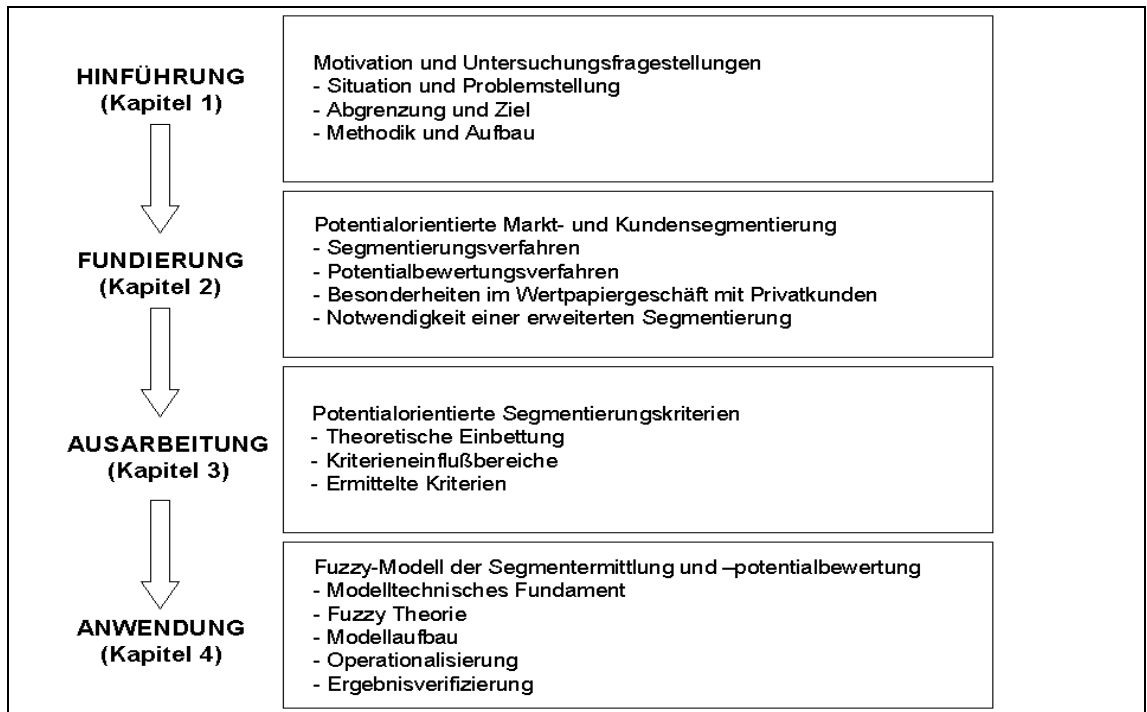 HINFÜHRUNG
(Kapitel 1)
Motivation und Untersuchungsfragestellungen
- Situation und Problemstellung
- Abgrenzung und Ziel
- Methodik und Aufbau
FUNDIERUNG
(Kapitel 2)
Potentialorientierte Markt- und Kundensegmentierung
- Segmentierungsverfahren
- Potentialbewertungsverfahren
- Besonderheiten im Wertpapiergeschäft mit Privatkunden
- Notwendigkeit einer erweiterten Segmentierung
AUSARBEITUNG
(Kapitel 3)
Potentialorientierte Segmentierungskriterien
- Theoretische Einbettung
- Kriterieneinflußbereiche
- Ermittelte Kriterien
ANWENDUNG
(Kapitel 4)
Fuzzy-Modell der Segmentermittlung und –potentialbewertung
- Modelltechnisches Fundament
- Fuzzy Theorie
- Modellaufbau
- Operationalisierung
- Ergebnisverifizierung